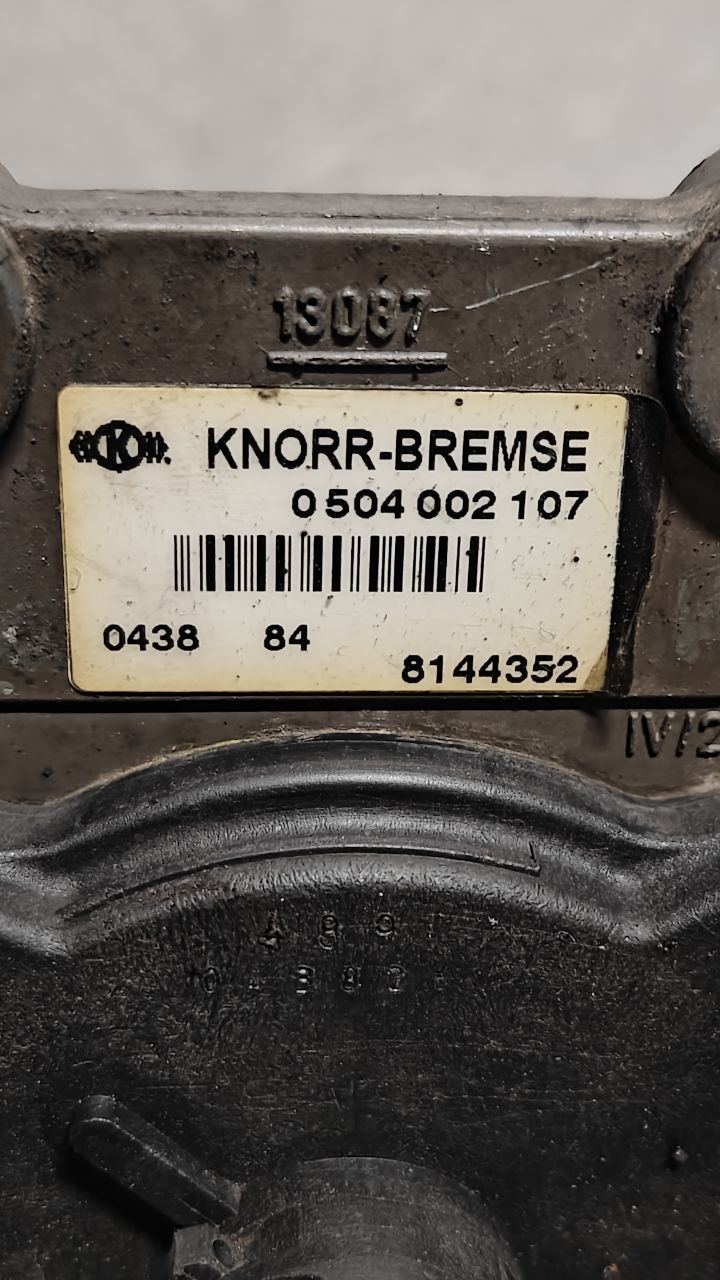 13087
K KNORR-BREMSE
0 504 002 107
0438 84
8144352
IV/2